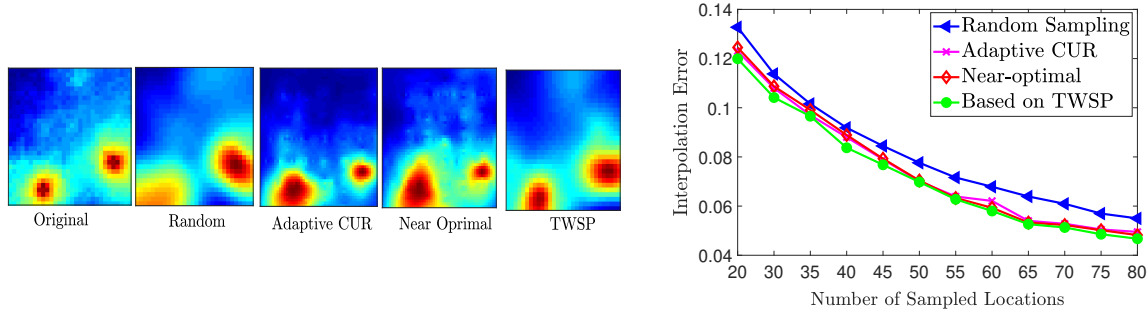 Original
Random
Adaptive CUR
Near Oprimal
TWSP
0.14
0.12
0.1
0.08
0.06
0.04
Interpolation Error
Random Sampling
Adaptive CUR
Near-optimal
Based on TWSP
20 30 35 40 45 50 55 60 65 70 75 80
Number of Sampled Locations